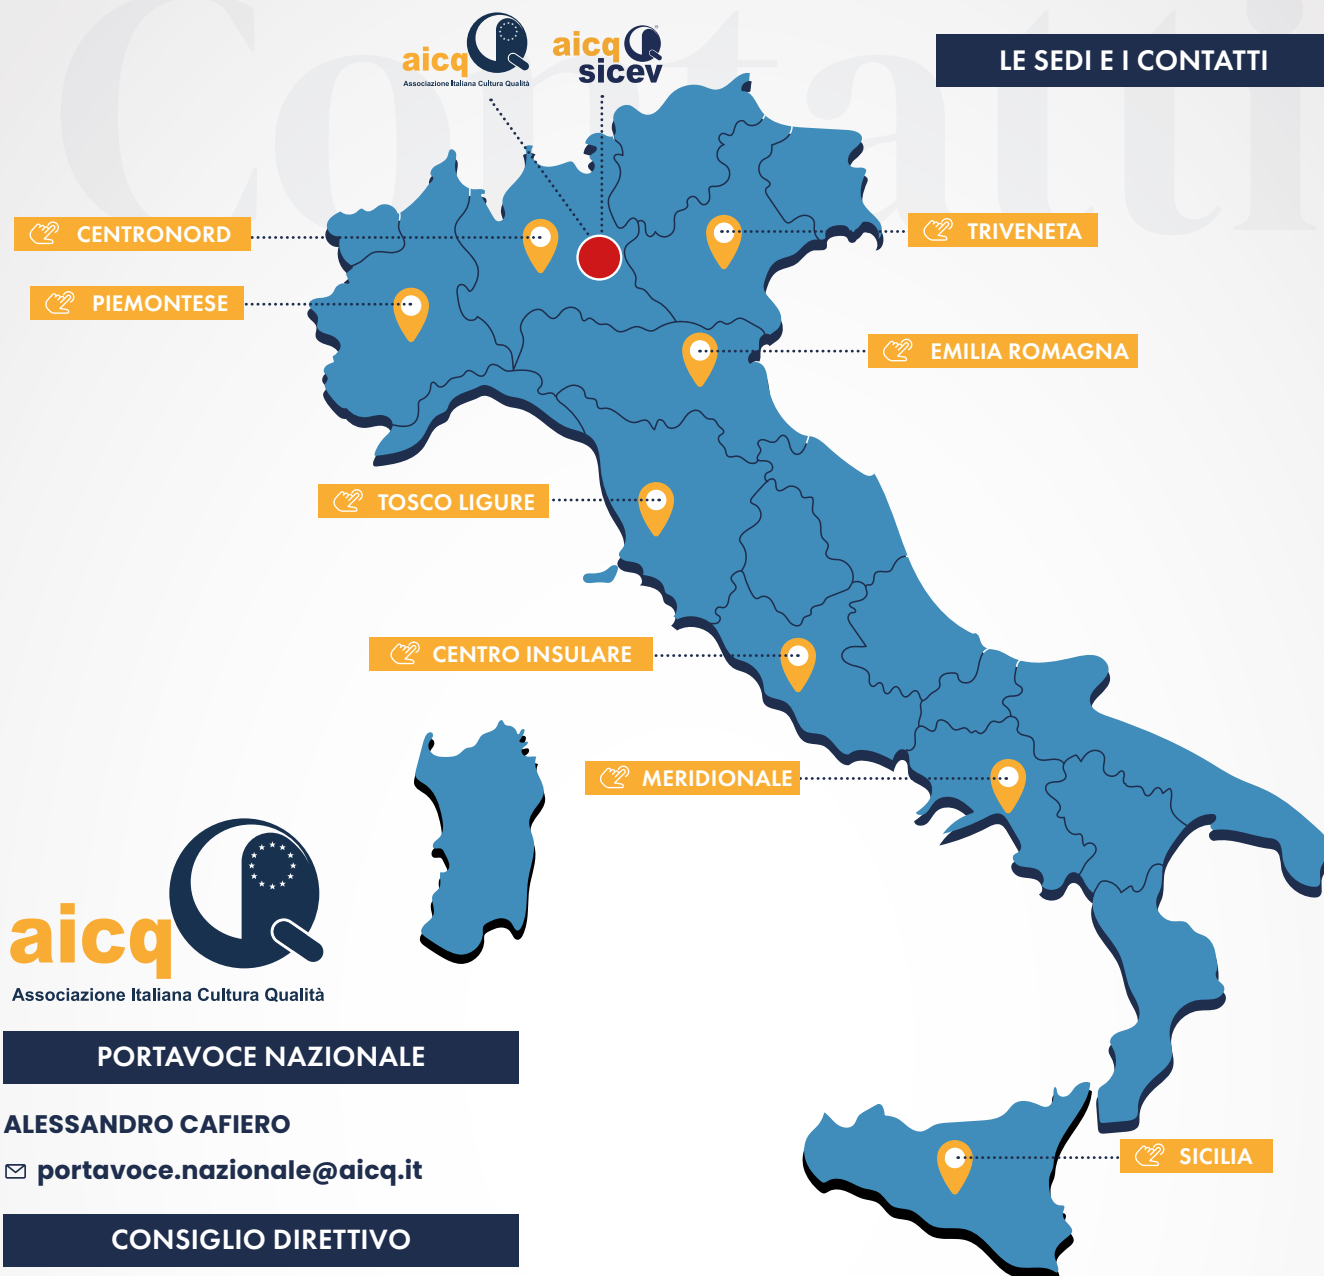 Contatti
aicq
Associazione Italiana Cultura Qualità
aicq
sicev
LE SEDI E I CONTATTI
CENTRONORD
TRIVENETA
PIEMONTESE
EMILIA ROMAGNA
TOSCO LIGURE
CENTRO INSULARE
MERIDIONALE
SICILIA
aicq
Associazione Italiana Cultura Qualità
PORTAVOCE NAZIONALE
ALESSANDRO CAFIERO
portavoce.nazionale@aicq.it
CONSIGLIO DIRETTIVO